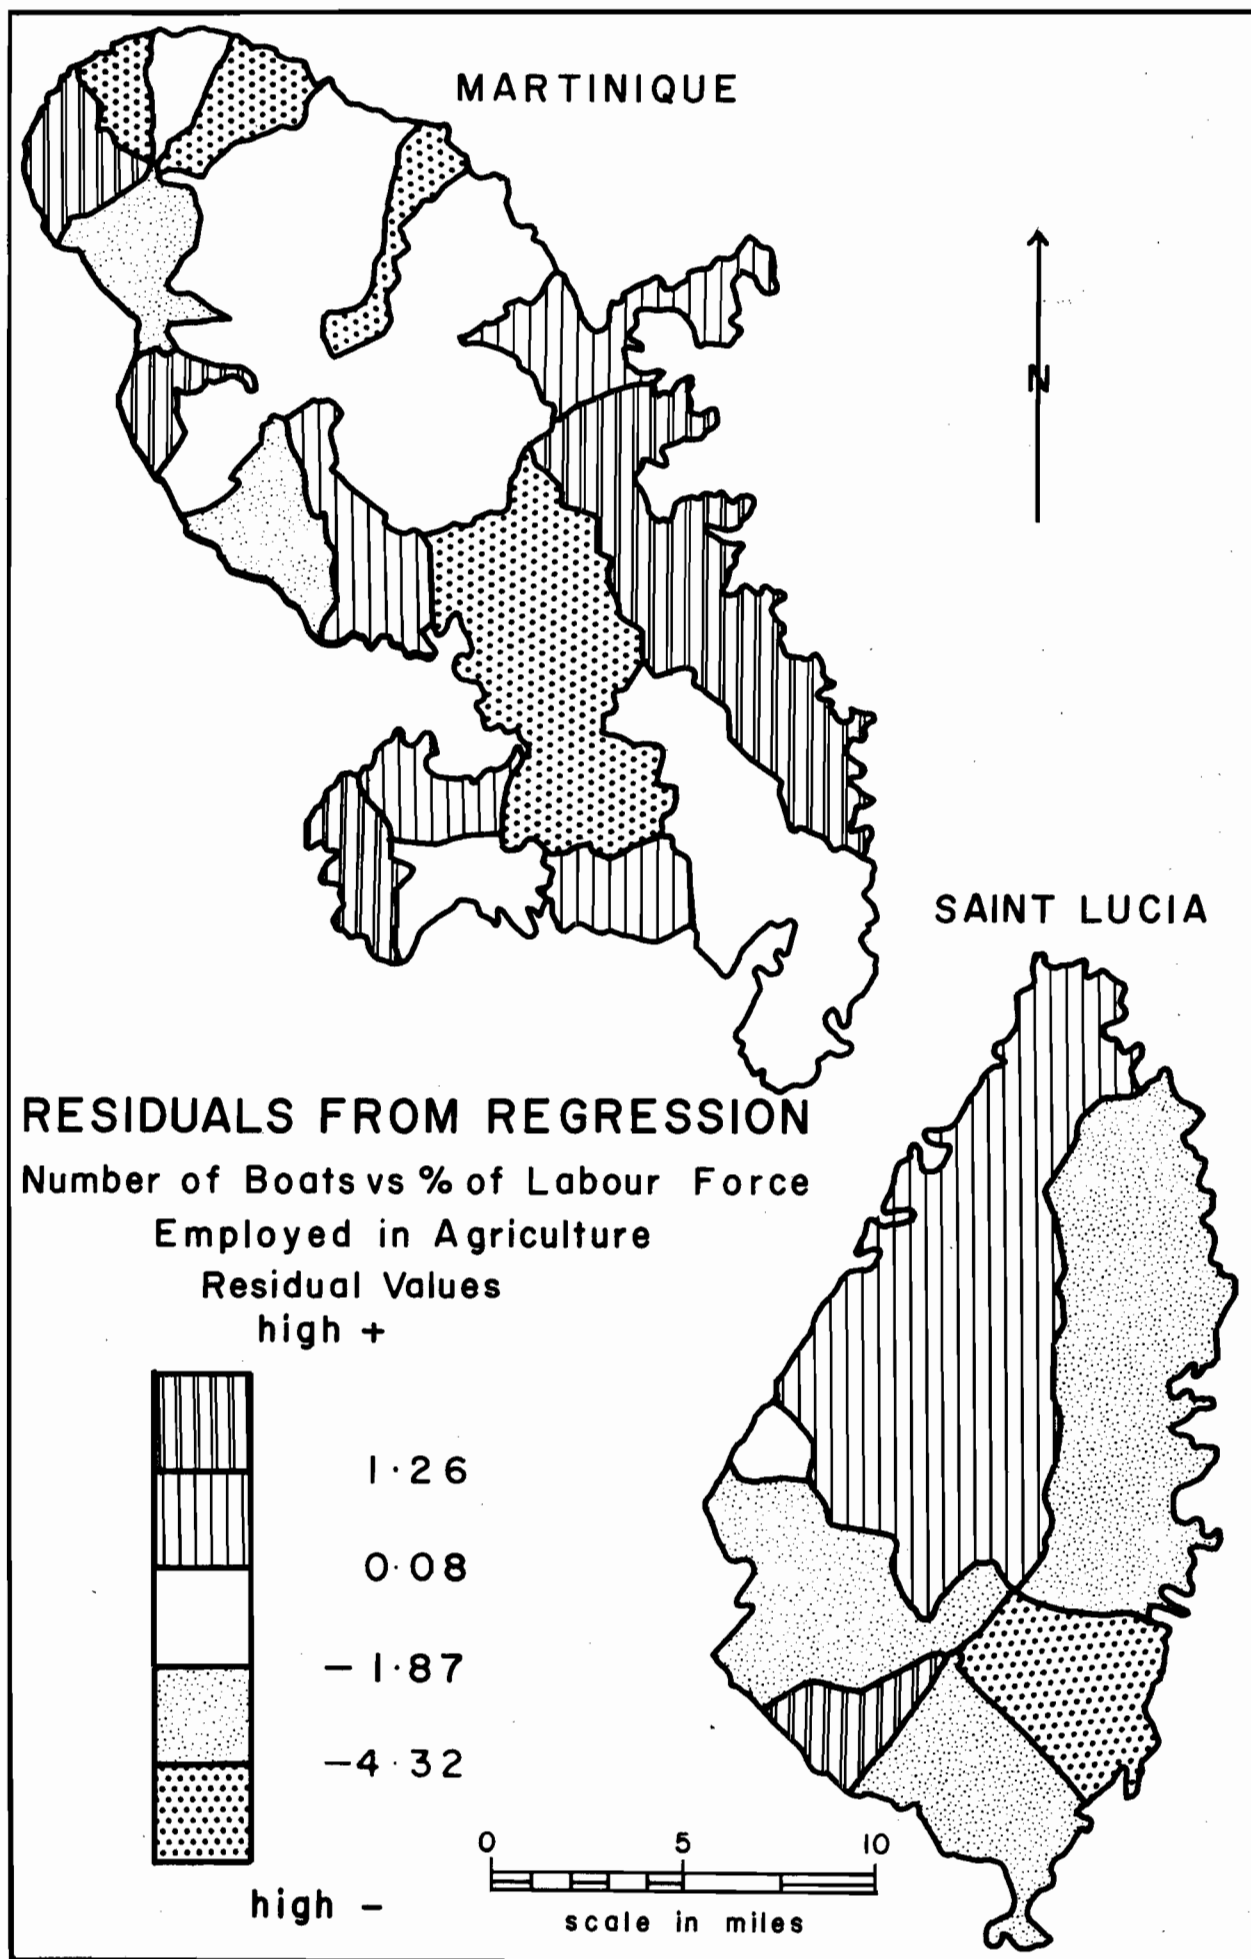 MARTINIQUE
N
SAINT LUCIA
RESIDUALS FROM REGRESSION
Number of Boats vs % of Labour Force
Employed in Agriculture
Residual Values
high +
1·26
0·08
-1·87
-4·32
high -
0 5 10
scale in miles